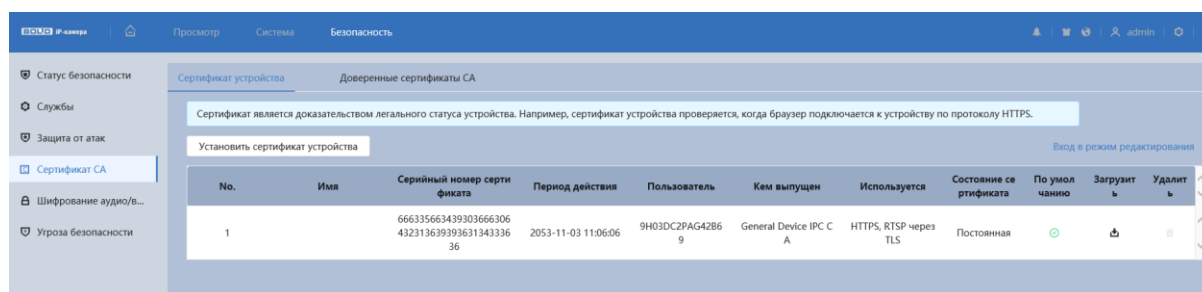 BOLID IP-камера Просмотр Система Безопасность admin
Статус безопасности
Службы
Защита от атак
Сертификат CA
Шифрование аудио/в...
Угроза безопасности
Сертификат устройства Доверенные сертификаты CA
Сертификат является доказательством легального статуса устройства. Например, сертификат устройства проверяется, когда браузер подключается к устройству по протоколу HTTPS.
Установить сертификат устройства Вход в режим редактирования
No. Имя Серийный номер серти
фиката Период действия Пользователь Кем выпущен Используется Состояние се
ртификата По умол
чанию Загрузит
ь Удалит
ь
1
666335663439303666306
432313639393631343336
36
2053-11-03 11:06:06
9H03DC2PAG42B6
9
General Device IPC C
A
HTTPS, RTSP через
TLS
Постоянная